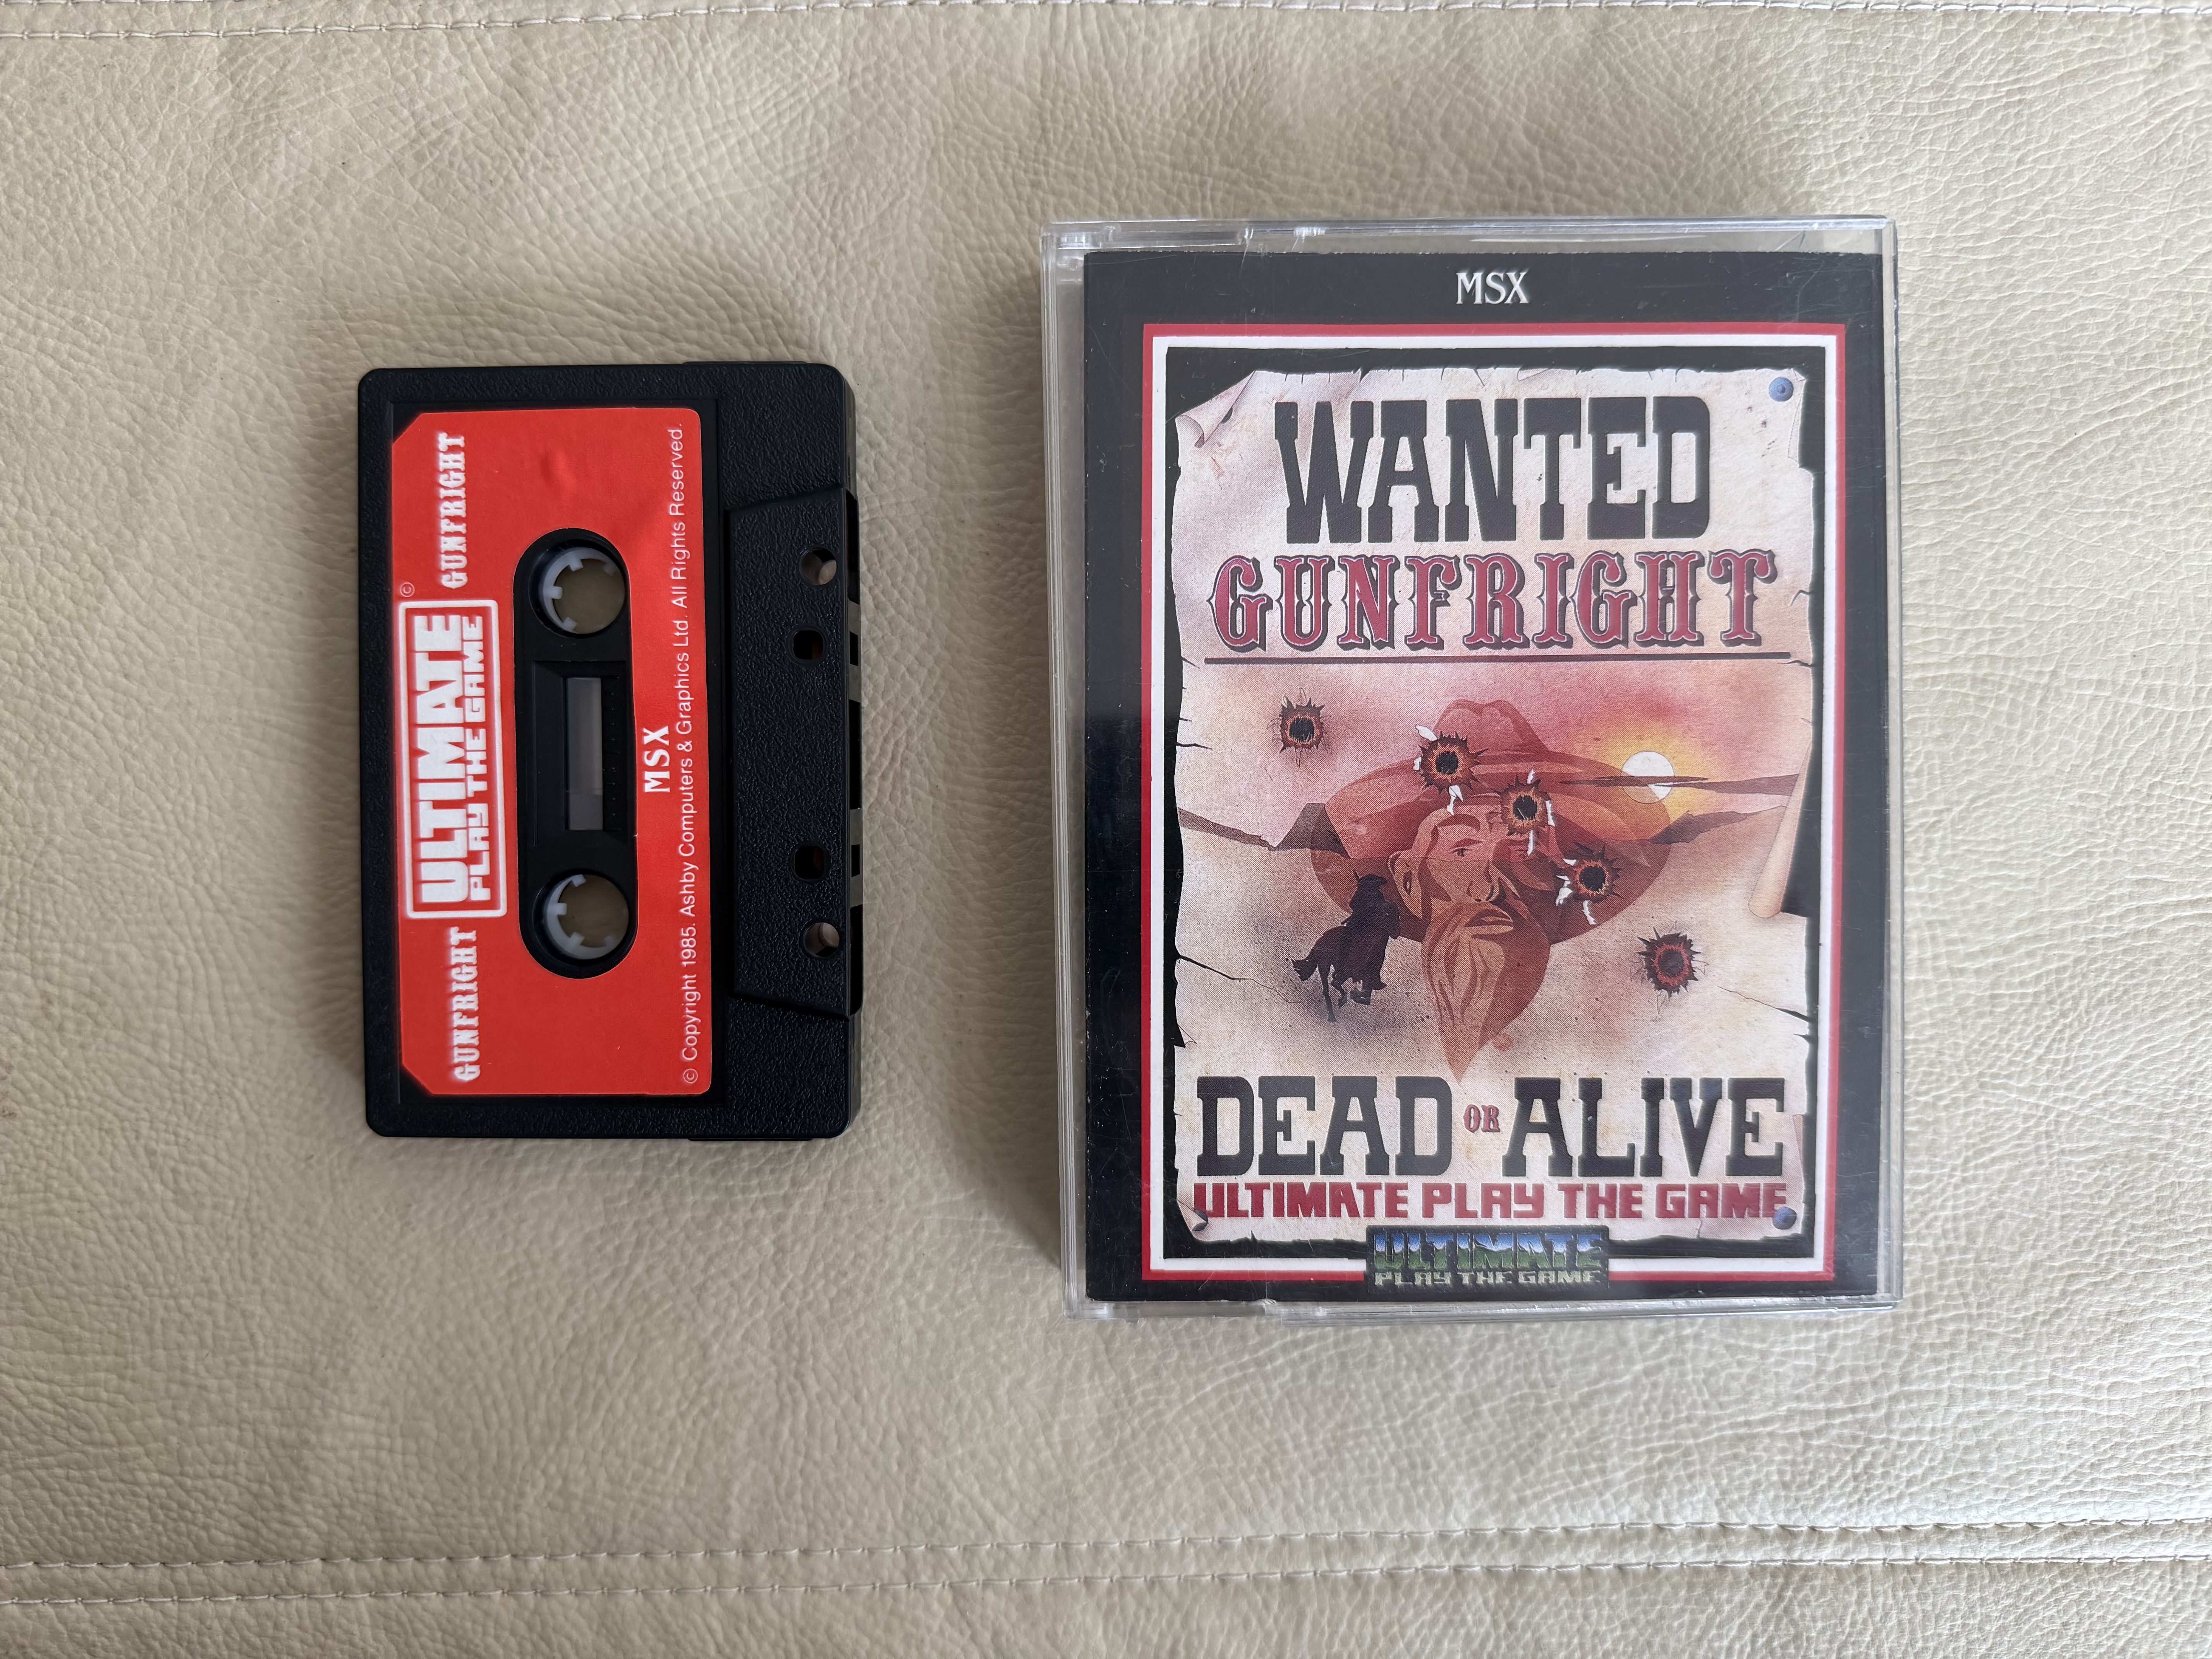 GUNFRIGHT
ULTIMATE
PLAY THE GAME
©
GUNFRIGHT
MSX
© Copyright 1985. Ashby Computers & Graphics Ltd. All Rights Reserved.
MSX
WANTED
GUNFRIGHT
DEAD OR ALIVE
ULTIMATE PLAY THE GAME
ULTIMATE
PLAY THE GAME